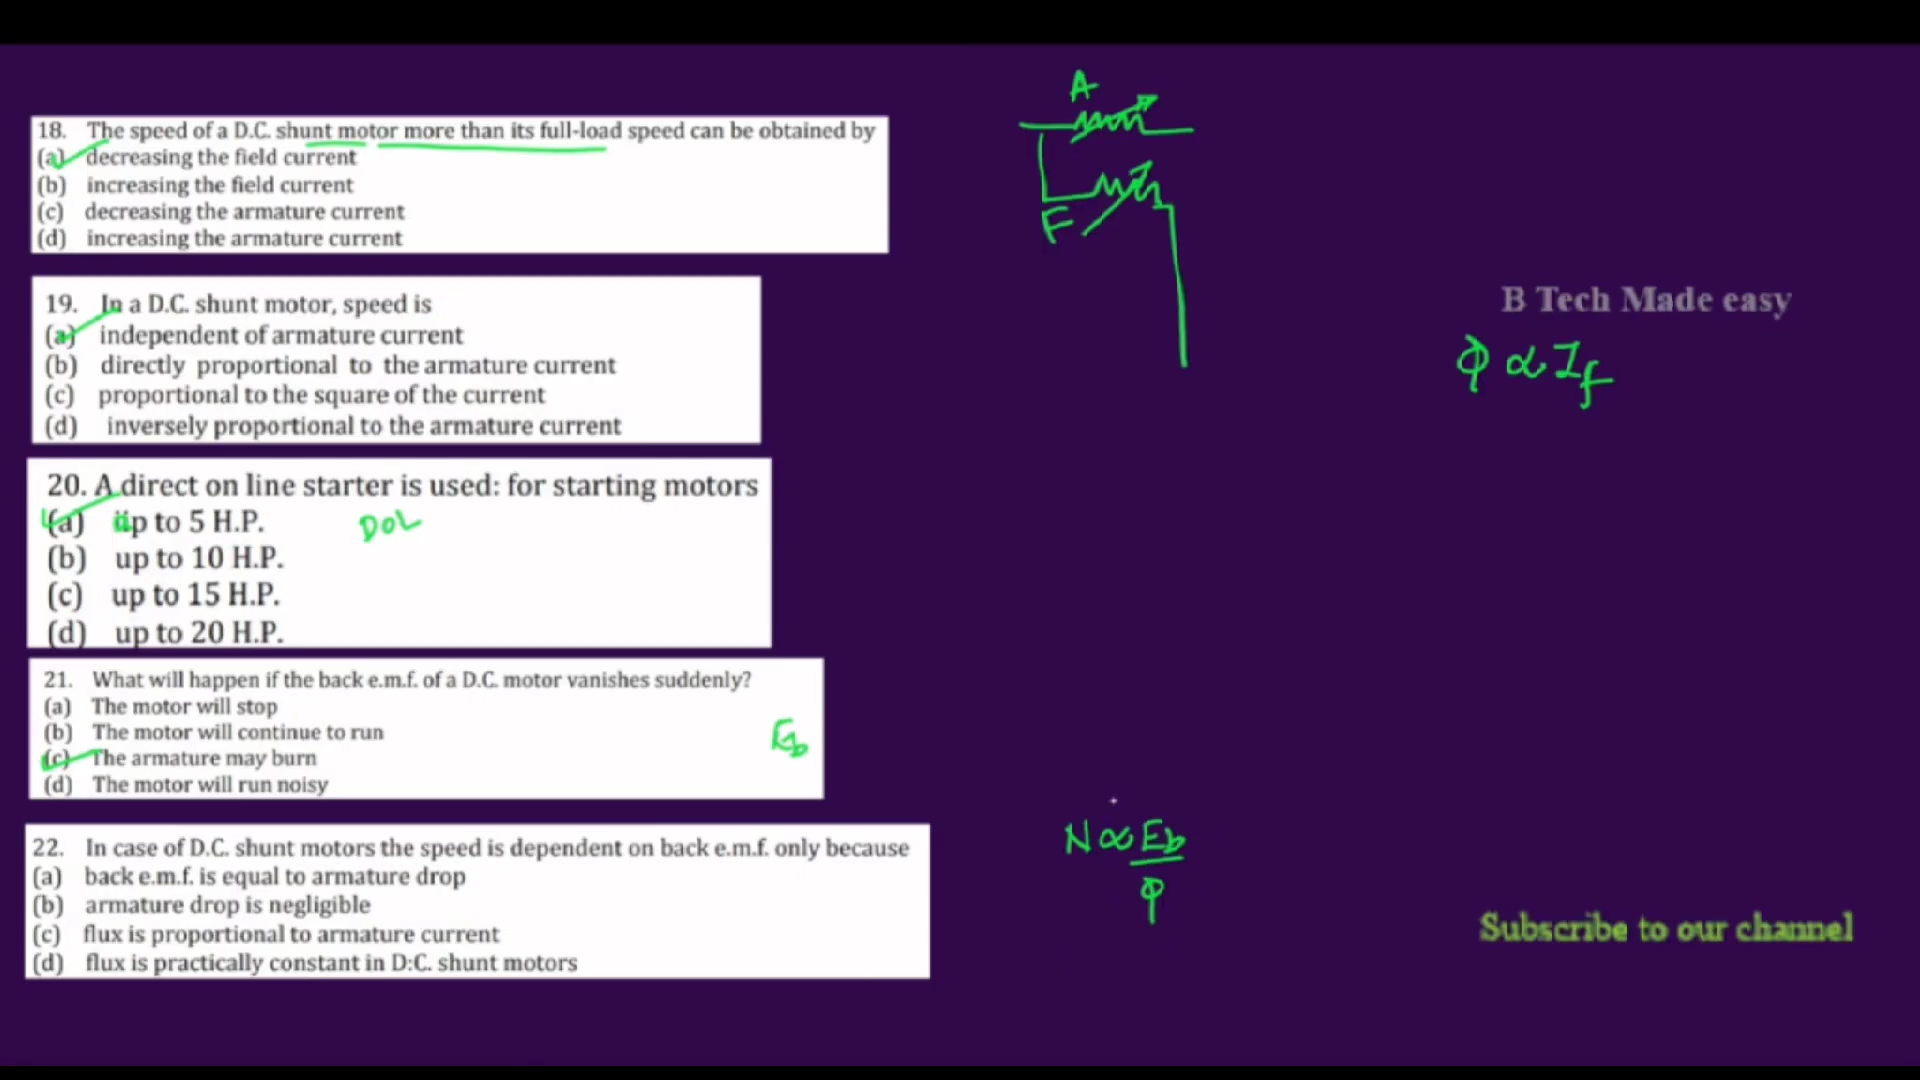 18. The speed of a D.C. shunt motor more than its full-load speed can be obtained by
(a) decreasing the field current
(b) increasing the field current
(c) decreasing the armature current
(d) increasing the armature current
A
F
19. In a D.C. shunt motor, speed is
(a) independent of armature current
(b) directly proportional to the armature current
(c) proportional to the square of the current
(d) inversely proportional to the armature current
B Tech Made easy
φ ∝ If
20. A direct on line starter is used: for starting motors
(a) up to 5 H.P.
DOL
(b) up to 10 H.P.
(c) up to 15 H.P.
(d) up to 20 H.P.
21. What will happen if the back e.m.f. of a D.C. motor vanishes suddenly?
(a) The motor will stop
(b) The motor will continue to run
(c) The armature may burn
(d) The motor will run noisy
Eb
22. In case of D.C. shunt motors the speed is dependent on back e.m.f. only because
(a) back e.m.f. is equal to armature drop
(b) armature drop is negligible
(c) flux is proportional to armature current
(d) flux is practically constant in D:C. shunt motors
N ∝ Eb
φ
Subscribe to our channel